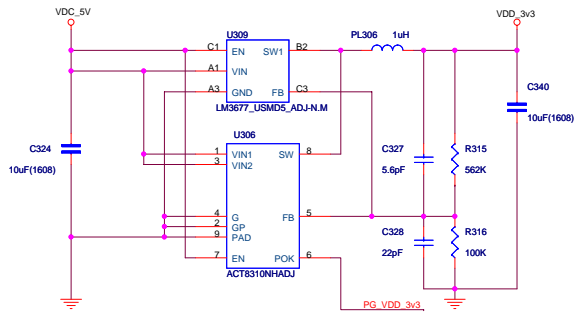 VDC_5V
VDD_3v3
U309
PL306 1uH
C1 EN SW1 B2
A1 VIN
A3 GND FB C3
LM3677_USMD5_ADJ-N.M
C340
10uF(1608)
U306
C324
10uF(1608)
1 VIN1 SW 8
3 VIN2
C327
5.6pF
R315
562K
4 G FB 5
2 GP
9 PAD
C328
22pF
R316
100K
7 EN POK 6
ACT8310NHADJ
PG_VDD_3v3